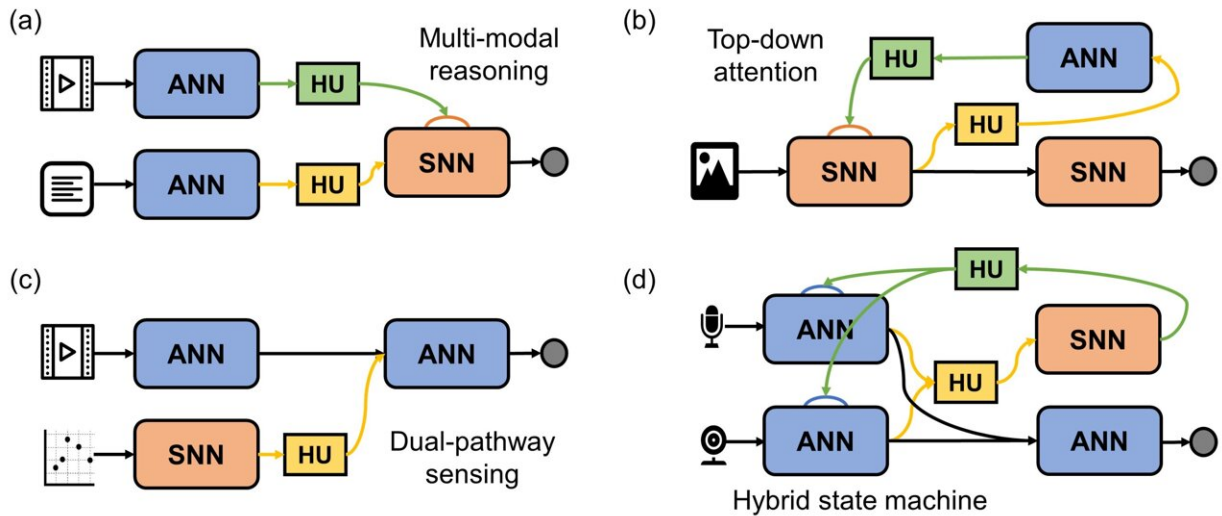 (a)
ANN
HU
Multi-modal
reasoning
ANN
HU
SNN
(b)
Top-down
attention
HU
ANN
HU
SNN
SNN
(c)
ANN
ANN
SNN
HU
Dual-pathway
sensing
(d)
HU
ANN
SNN
HU
ANN
ANN
Hybrid state machine